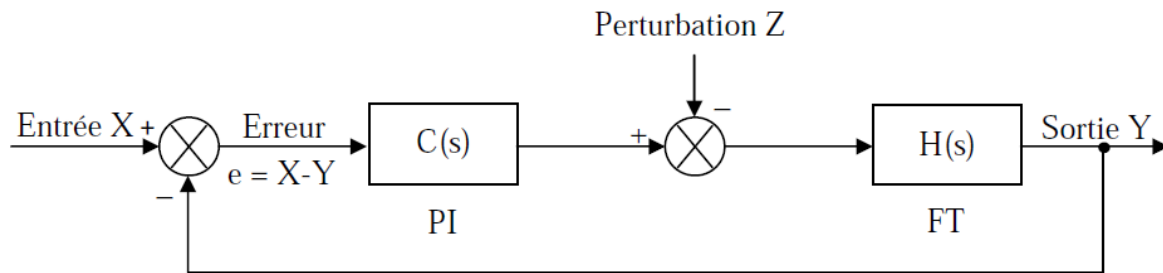 Perturbation Z
−
Entrée X +
Erreur
e = X-Y
C(s)
+
H(s)
Sortie Y
−
PI
FT